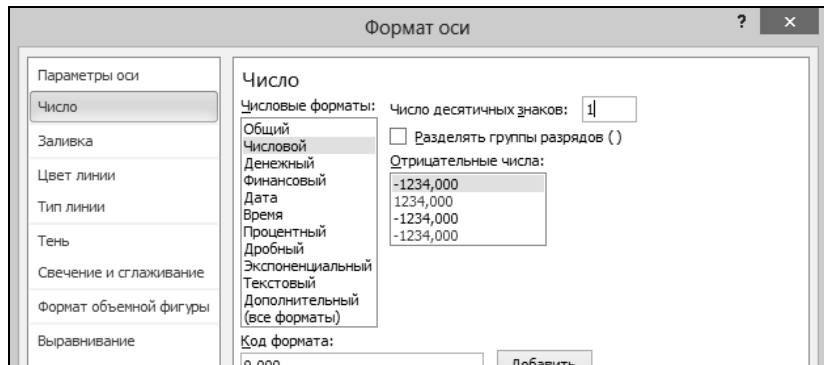 Формат оси
?
×
Параметры оси
Число
Заливка
Цвет линии
Тип линии
Тень
Свечение и сглаживание
Формат объемной фигуры
Выравнивание
Число
Числовые форматы:
Общий
Числовой
Денежный
Финансовый
Дата
Время
Процентный
Дробный
Экспоненциальный
Текстовый
Дополнительный
(все форматы)
Число десятичных знаков: 1
Разделять группы разрядов ( )
Отрицательные числа:
-1234,000
1234,000
-1234,000
-1234,000
Код формата:
0,000
Добавить